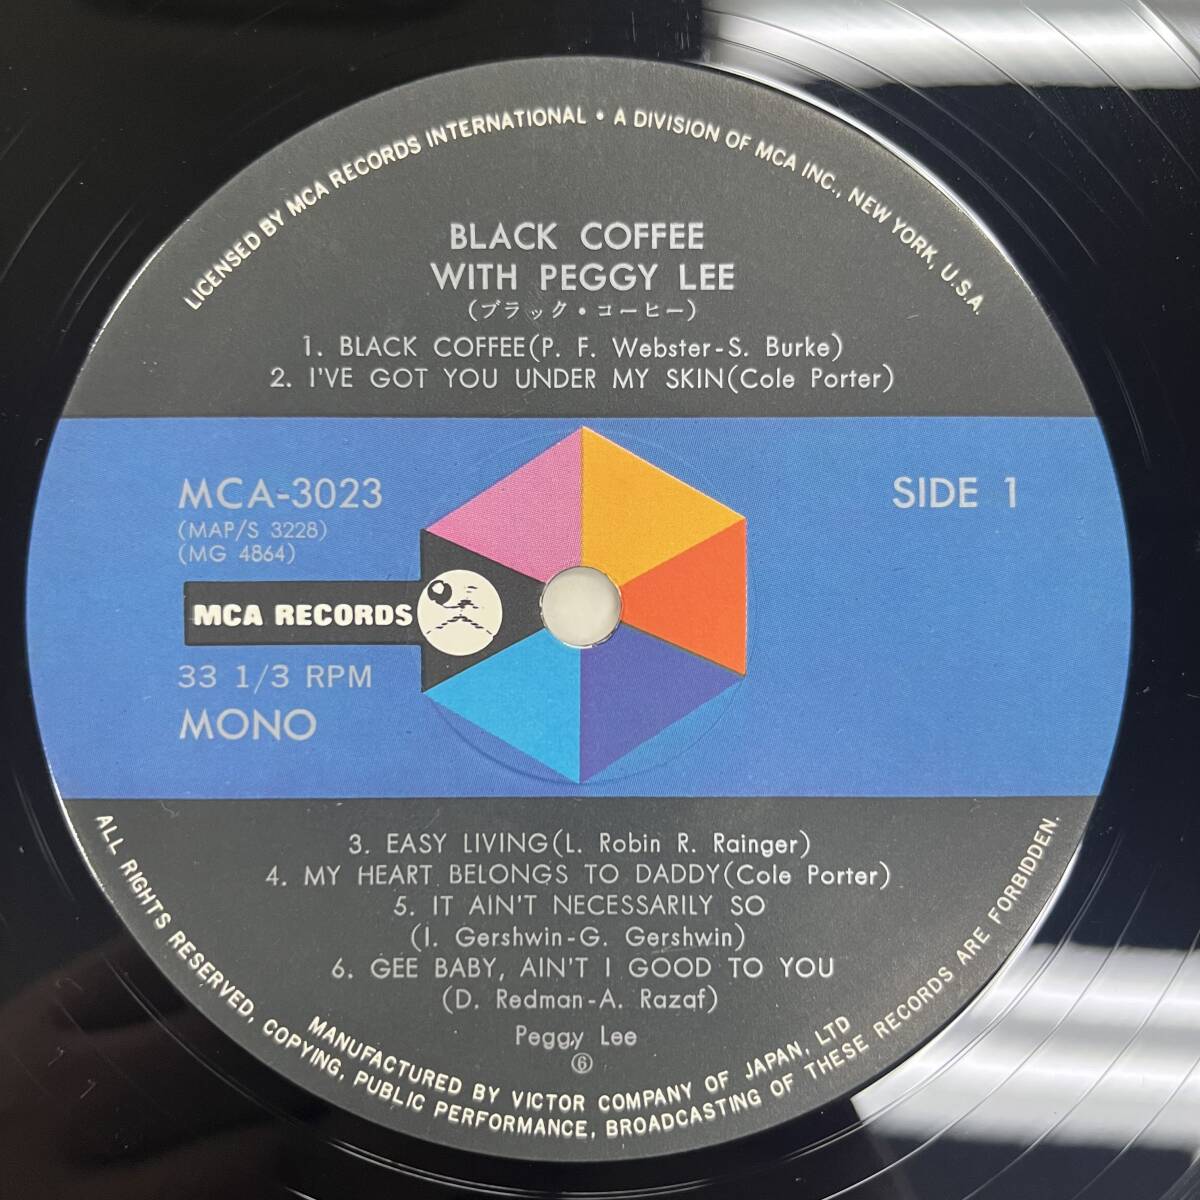 LICENSED BY MCA RECORDS INTERNATIONAL • A DIVISION OF MCA INC., NEW YORK, U.S.A.
BLACK COFFEE
WITH PEGGY LEE
(ブラック・コーヒー)
1. BLACK COFFEE(P. F. Webster-S. Burke)
2. I'VE GOT YOU UNDER MY SKIN(Cole Porter)
MCA-3023
(MAP/S 3228)
(MG 4864)
SIDE 1
MCA RECORDS
33 1/3 RPM
MONO
3. EASY LIVING(L. Robin R. Rainger)
4. MY HEART BELONGS TO DADDY(Cole Porter)
5. IT AIN'T NECESSARILY SO
(I. Gershwin-G. Gershwin)
6. GEE BABY, AIN'T I GOOD TO YOU
(D. Redman-A. Razaf)
Peggy Lee
⑥
MANUFACTURED BY VICTOR COMPANY OF JAPAN, LTD
ALL RIGHTS RESERVED, COPYING, PUBLIC PERFORMANCE, BROADCASTING OF THESE RECORDS ARE FORBIDDEN.